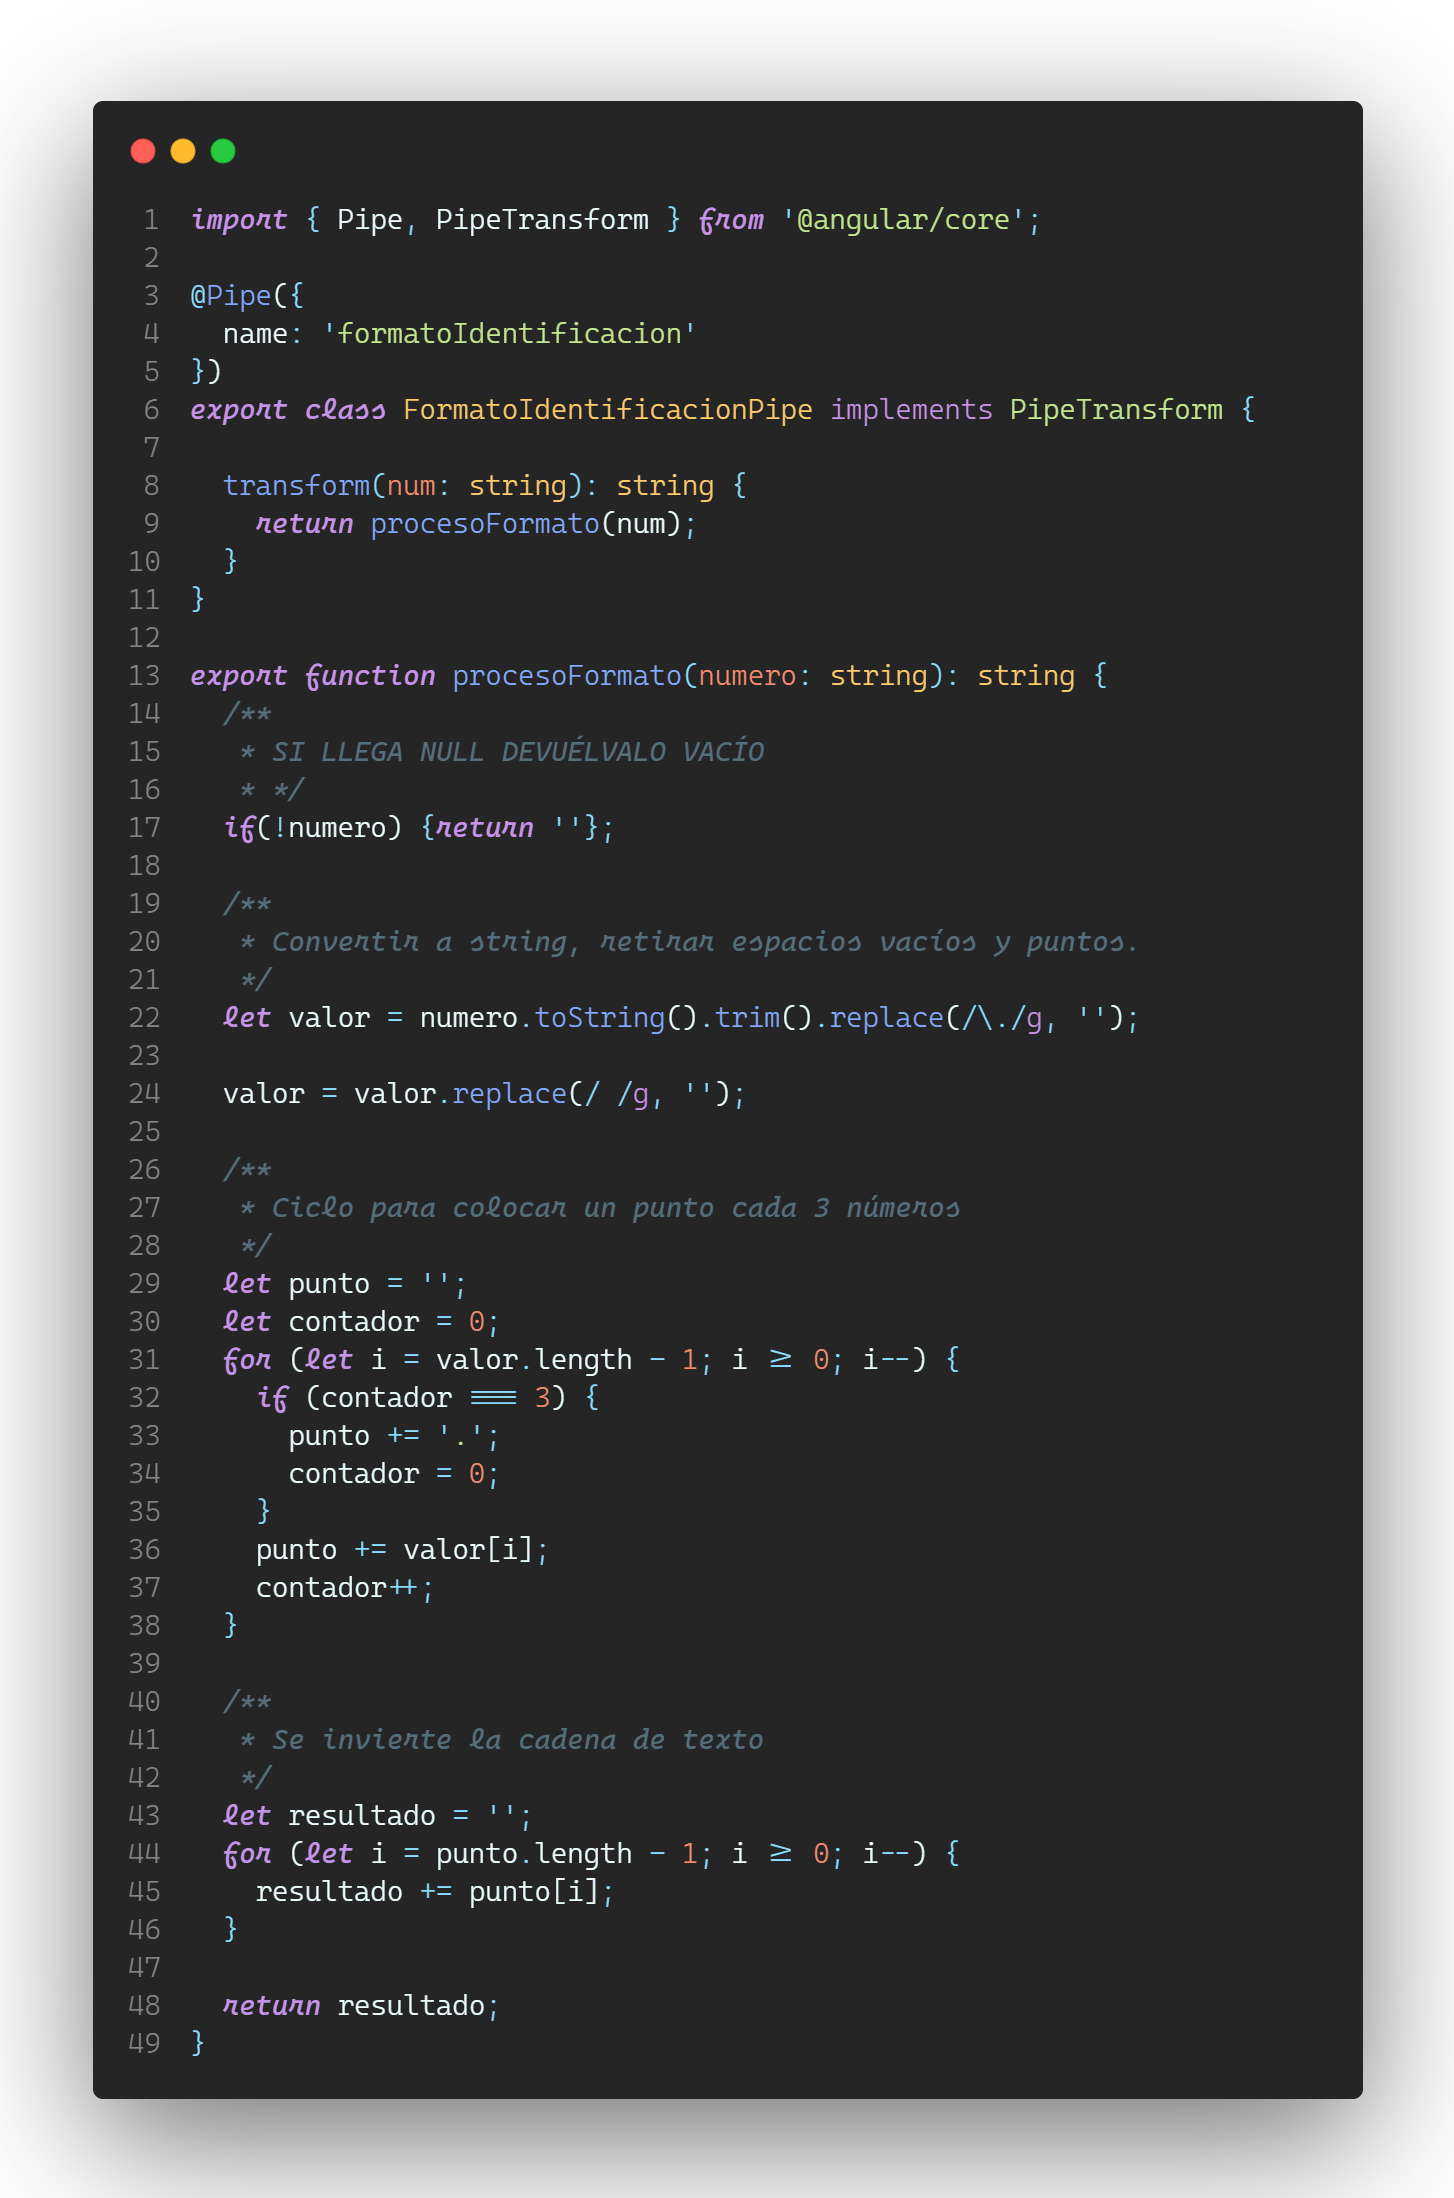 1 import { Pipe, PipeTransform } from '@angular/core';
2
3 @Pipe({
4   name: 'formatoIdentificacion'
5 })
6 export class FormatoIdentificacionPipe implements PipeTransform {
7
8   transform(num: string): string {
9     return procesoFormato(num);
10   }
11 }
12
13 export function procesoFormato(numero: string): string {
14   /**
15    * SI LLEGA NULL DEVUÉLVALO VACÍO
16    * */
17   if(!numero) {return ''};
18
19   /**
20    * Convertir a string, retirar espacios vacíos y puntos.
21    */
22   let valor = numero.toString().trim().replace(/\./g, '');
23
24   valor = valor.replace(/ /g, '');
25
26   /**
27    * Ciclo para colocar un punto cada 3 números
28    */
29   let punto = '';
30   let contador = 0;
31   for (let i = valor.length - 1; i >= 0; i--) {
32     if (contador === 3) {
33       punto += '.';
34       contador = 0;
35     }
36     punto += valor[i];
37     contador++;
38   }
39
40   /**
41    * Se invierte la cadena de texto
42    */
43   let resultado = '';
44   for (let i = punto.length - 1; i >= 0; i--) {
45     resultado += punto[i];
46   }
47
48   return resultado;
49 }